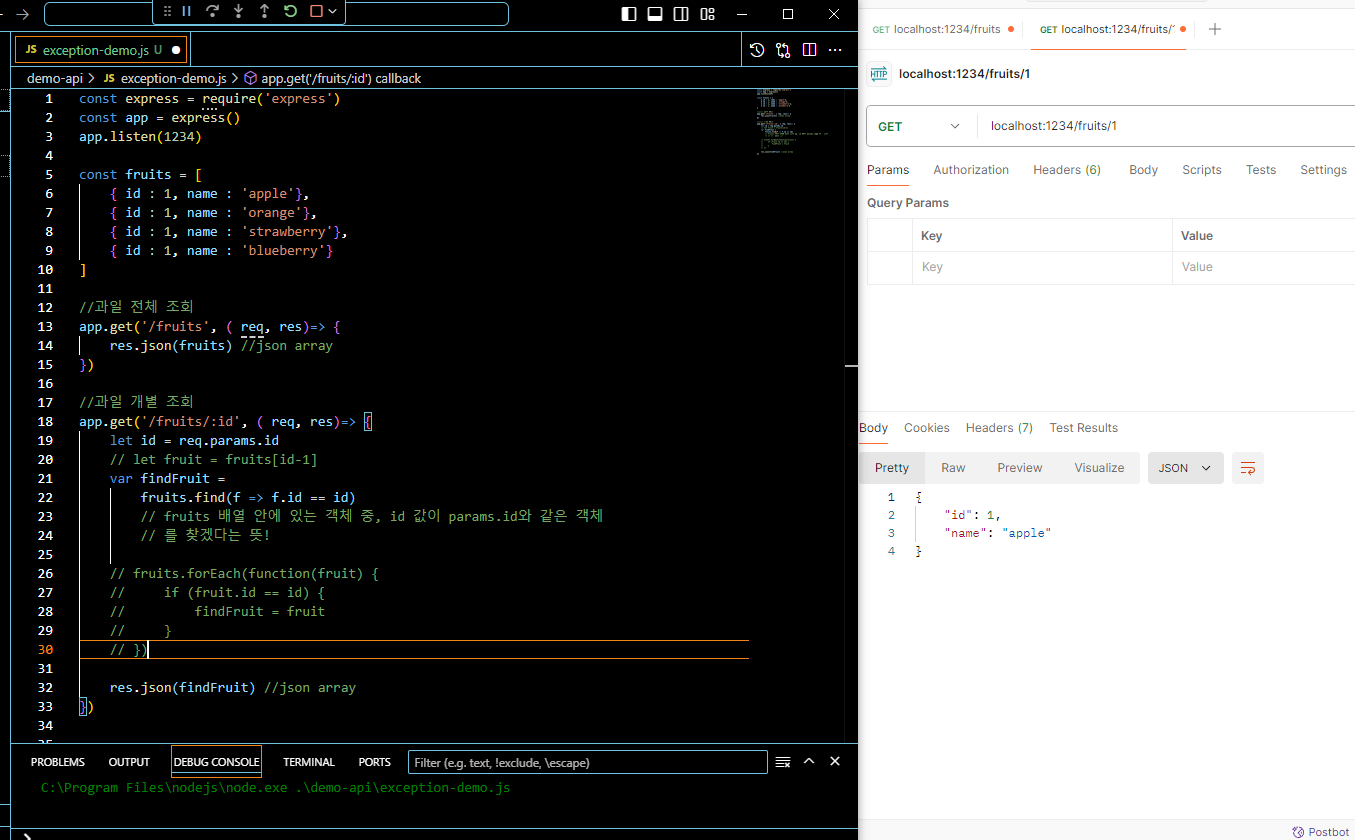 JS exception-demo.js U
demo-api > JS exception-demo.js > app.get('/fruits/:id') callback
1 const express = require('express')
2 const app = express()
3 app.listen(1234)
4
5 const fruits = [
6 { id : 1, name : 'apple'},
7 { id : 1, name : 'orange'},
8 { id : 1, name : 'strawberry'},
9 { id : 1, name : 'blueberry'}
10 ]
11
12 //과일 전체 조회
13 app.get('/fruits', ( req, res)=> {
14 res.json(fruits) //json array
15 })
16
17 //과일 개별 조회
18 app.get('/fruits/:id', ( req, res)=> {
19 let id = req.params.id
20 // let fruit = fruits[id-1]
21 var findFruit =
22 fruits.find(f => f.id == id)
23 // fruits 배열 안에 있는 객체 중, id 값이 params.id와 같은 객체
24 // 를 찾겠다는 뜻!
25
26 // fruits.forEach(function(fruit) {
27 // if (fruit.id == id) {
28 // findFruit = fruit
29 // }
30 // })
31
32 res.json(findFruit) //json array
33 })
34
PROBLEMS OUTPUT DEBUG CONSOLE TERMINAL PORTS Filter (e.g. text, !exclude, \escape)
C:\Program Files\nodejs\node.exe .\demo-api\exception-demo.js
GET localhost:1234/fruits GET localhost:1234/fruits/
HTTP localhost:1234/fruits/1
GET localhost:1234/fruits/1
Params Authorization Headers (6) Body Scripts Tests Settings
Query Params
Key Value
Key Value
Body Cookies Headers (7) Test Results
Pretty Raw Preview Visualize JSON
1 {
2 "id": 1,
3 "name": "apple"
4 }
Postbot